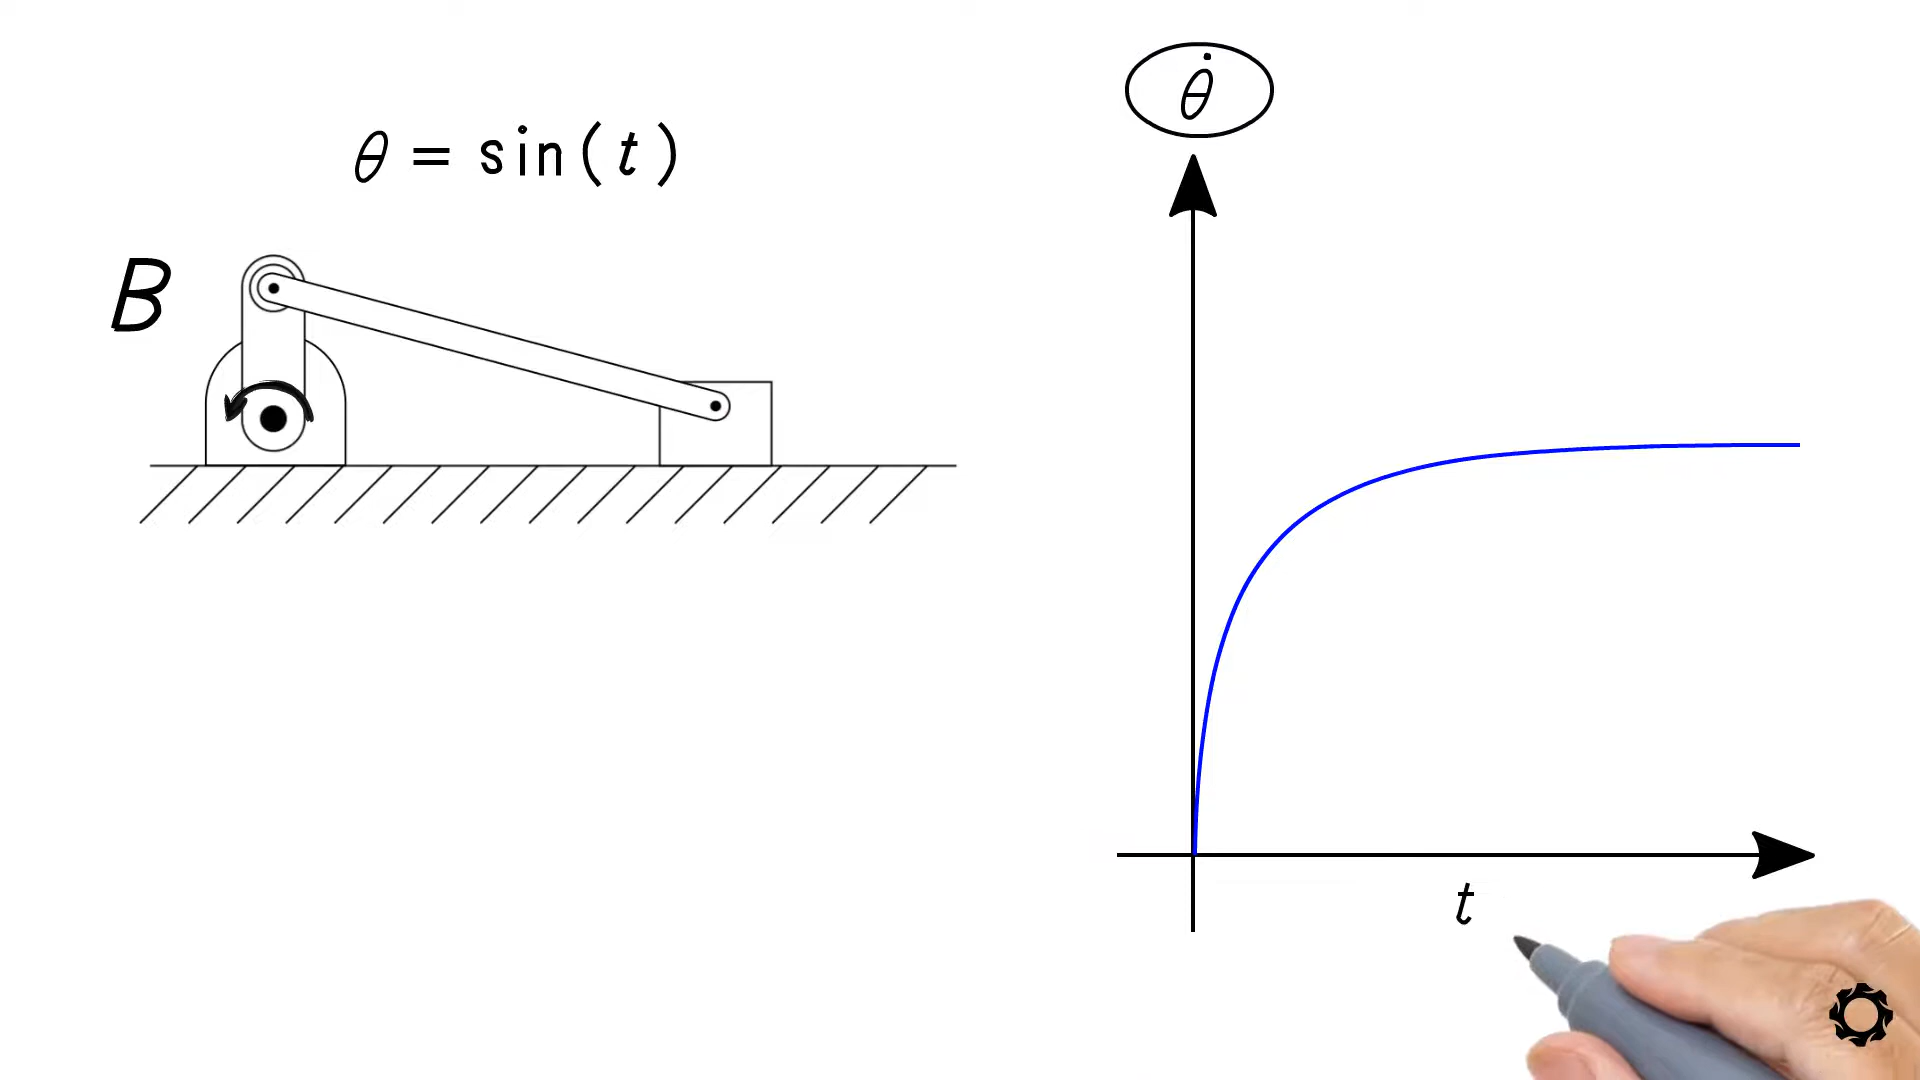 θ = sin(t)
B
θ̇
t